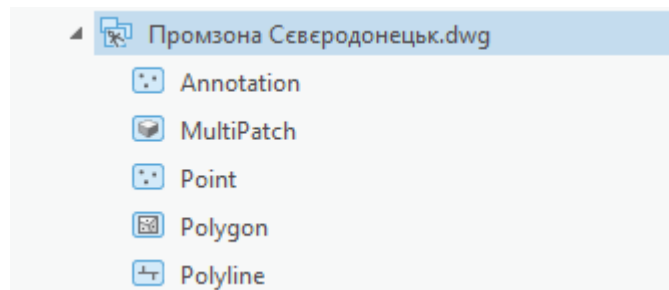 Промзона Сєвєродонецьк.dwg
Annotation
MultiPatch
Point
Polygon
Polyline